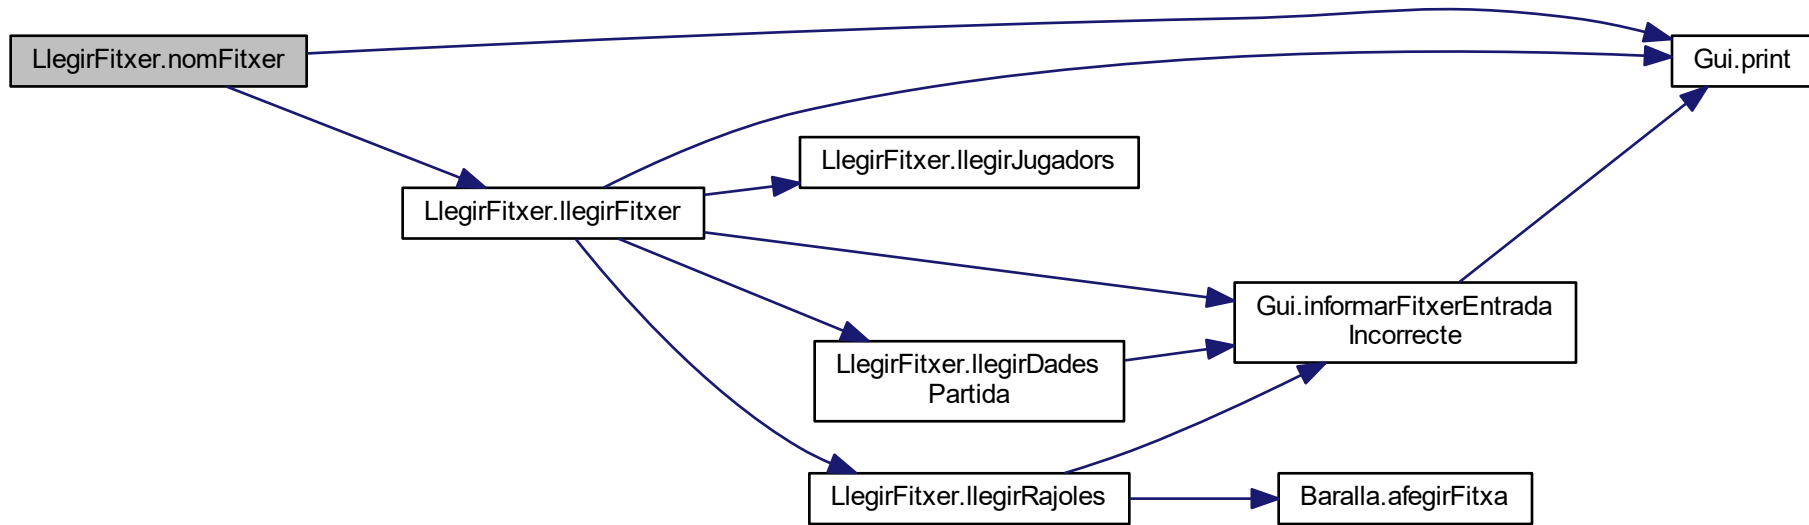 LlegirFitxer.nomFitxer
Gui.print
LlegirFitxer.llegirJugadors
LlegirFitxer.llegirFitxer
Gui.informarFitxerEntrada
Incorrecte
LlegirFitxer.llegirDades
Partida
LlegirFitxer.llegirRajoles
Baralla.afegirFitxa